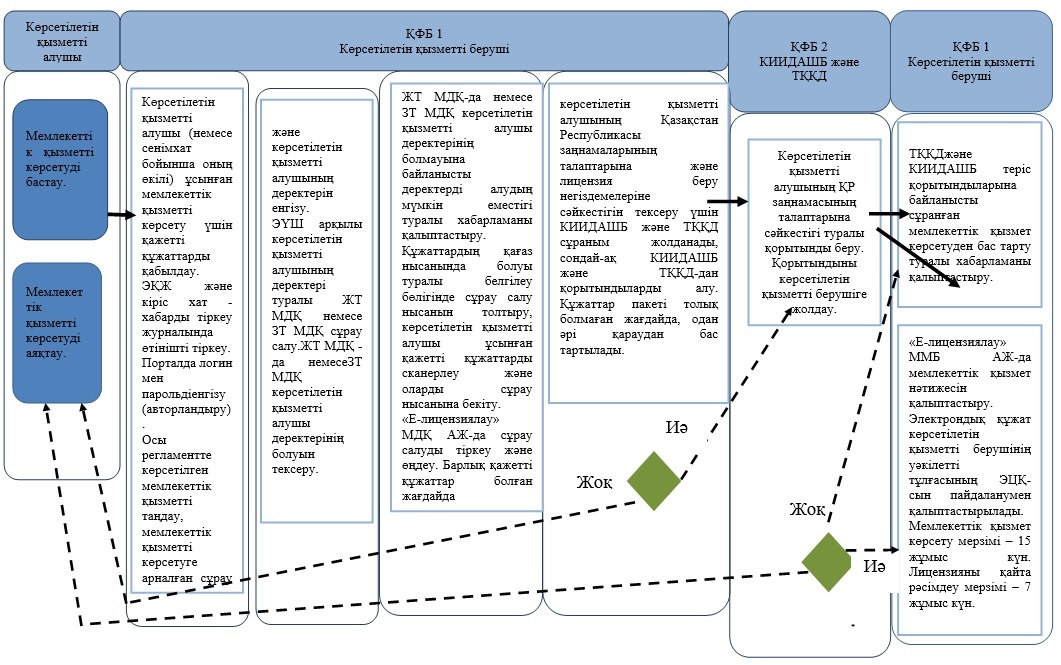 Көрсетілетін
қызметті
алушы
ҚФБ 1
Көрсетілетін қызметті беруші
ҚФБ 2
КИИДАШБ және
ТҚҚД
ҚФБ 1
Көрсетілетін қызметті
беруші
Мемлекетті
к қызметті
көрсетуді
бастау.
Мемлекет
тік
қызметті
көрсетуді
аяқтау.
Көрсетілетін
қызметті
алушы (немесе
сенімхат
бойынша оның
өкілі) ұсынған
мемлекеттік
қызметті
көрсету үшін
қажетті
құжаттарды
қабылдау.
ЭҚЖ және
кіріс хат -
хабарды тіркеу
журналында
өтінішті тіркеу.
Порталда логин
мен
парольдіенгізу
(авторландыру)
.
Осы
регламентте
көрсетілген
мемлекеттік
қызметті
таңдау,
мемлекеттік
қызметті
көрсетуге
арналған сұрау
және
көрсетілетін
қызметті
алушының
деректерін
енгізу.
ЭҮШ арқылы
көрсетілетін
қызметті
алушының
деректері
туралы ЖТ
МДҚ немесе
ЗТ МДҚ сұрау
салу.ЖТ МДҚ -
да немесеЗТ
МДҚ
көрсетілетін
қызметті
алушы
деректерінің
болуын
тексеру.
ЖТ МДҚ-да немесе
ЗТ МДҚ көрсетілетін
қызметті алушы
деректерінің
болмауына
байланысты
деректерді алудың
мүмкін еместігі
туралы хабарламаны
қалыптастыру.
Құжаттардың қағаз
нысанында болуы
туралы белгілеу
бөлігінде сұрау салу
нысанын толтыру,
көрсетілетін қызметті
алушы ұсынған
қажетті құжаттарды
сканерлеу және
оларды сұрау
нысанына бекіту.
«Е-лицензиялау»
МДҚ АЖ-да сұрау
салуды тіркеу және
өңдеу. Барлық қажетті
құжаттар болған
жағдайда
көрсетілетін қызметті
алушының Қазақстан
Республикасы
заңнамаларының
талаптарына және
лицензия беру
негіздемелеріне
сәйкестігін тексеру үшін
КИИДАШБ және ТҚҚД
сұраным жолданады,
сондай-ақ КИИДАШБ
және ТҚҚД-дан
қорытындыларды алу.
Құжаттар пакеті толық
болмаған жағдайда, одан
әрі қараудан бас
тартылады.
Көрсетілетін
қызметті
алушының ҚР
заңнамасының
талаптарына
сәйкестігі туралы
қорытынды беру.
Қорытындыны
көрсетілетін
қызметті берушіге
жолдау.
ТҚҚДжәне
КИИДАШБ теріс
қорытындыларына
байланысты
сұранған
мемлекеттік қызмет
көрсетуден бас тарту
туралы хабарламаны
қалыптастыру.
«Е-лицензиялау»
ММБ АЖ-да
мемлекеттік қызмет
нәтижесін
қалыптастыру.
Электрондық құжат
көрсетілетін
қызметті берушінің
уәкілетті
тұлғасының ЭЦҚ-
сын пайдаланумен
қалыптастырылады.
Мемлекеттік қызмет
көрсету мерзімі – 15
жұмыс күн.
Лицензияны қайта
рәсімдеу мерзімі – 7
жұмыс күн.
Иә
Жоқ
Жоқ
Иә